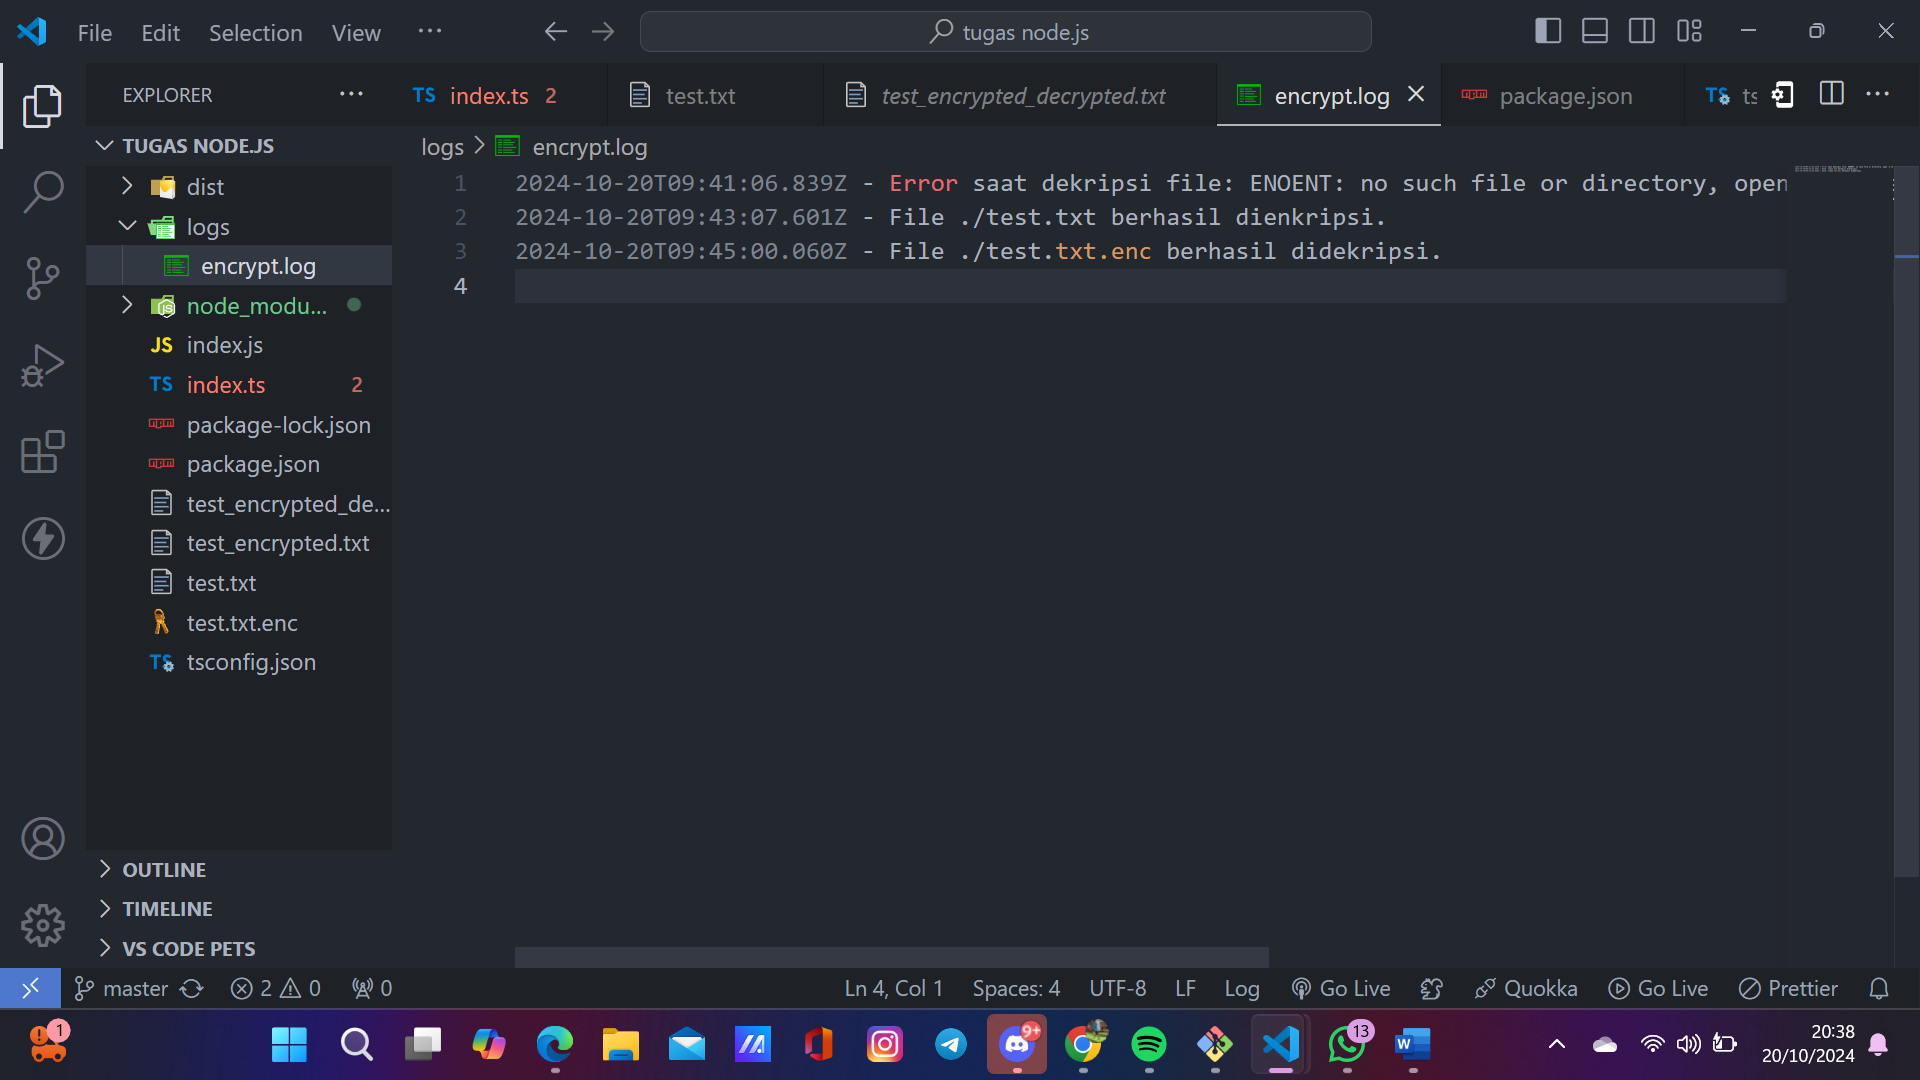 File Edit Selection View ...
tugas node.js
EXPLORER ...
TS index.ts 2
test.txt
test_encrypted_decrypted.txt
encrypt.log
package.json
TS ts
...
TUGAS NODE.JS
dist
logs
encrypt.log
node_modu...
JS index.js
TS index.ts 2
package-lock.json
package.json
test_encrypted_de...
test_encrypted.txt
test.txt
test.txt.enc
TS tsconfig.json
logs > encrypt.log
1 2024-10-20T09:41:06.839Z - Error saat dekripsi file: ENOENT: no such file or directory, open
2 2024-10-20T09:43:07.601Z - File ./test.txt berhasil dienkripsi.
3 2024-10-20T09:45:00.060Z - File ./test.txt.enc berhasil didekripsi.
4
OUTLINE
TIMELINE
VS CODE PETS
master 2 0 0 Ln 4, Col 1 Spaces: 4 UTF-8 LF Log Go Live Quokka Go Live Prettier
1
9+
13
W
20:38
20/10/2024